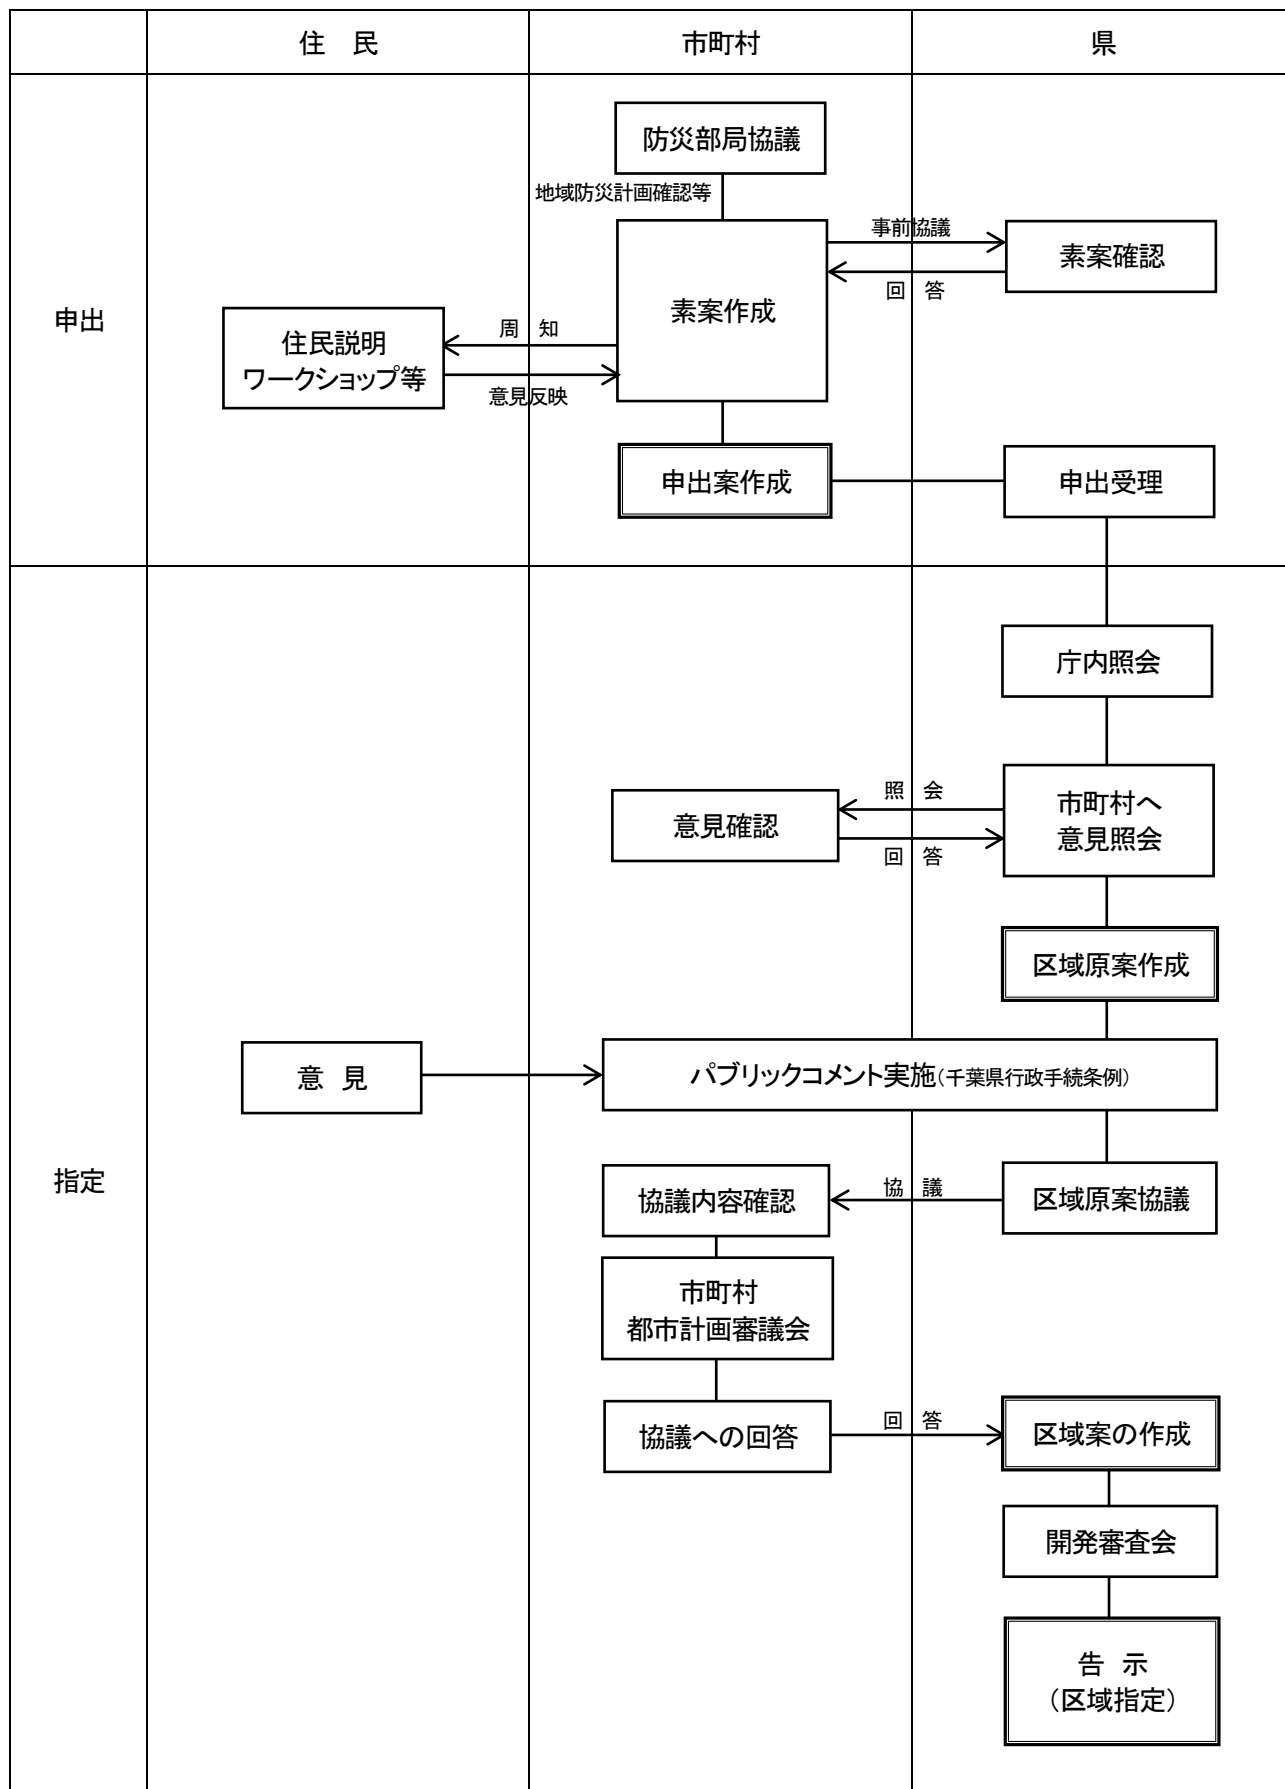 住　民
市町村
県
申出
防災部局協議
地域防災計画確認等
事前協議
素案確認
回　答
素案作成
周　知
住民説明
ワークショップ等
意見反映
申出案作成
申出受理
指定
庁内照会
照　会
市町村へ
意見照会
意見確認
回　答
区域原案作成
意　見
パブリックコメント実施（千葉県行政手続条例）
協　議
協議内容確認
区域原案協議
市町村
都市計画審議会
回　答
協議への回答
区域案の作成
開発審査会
告　示
（区域指定）